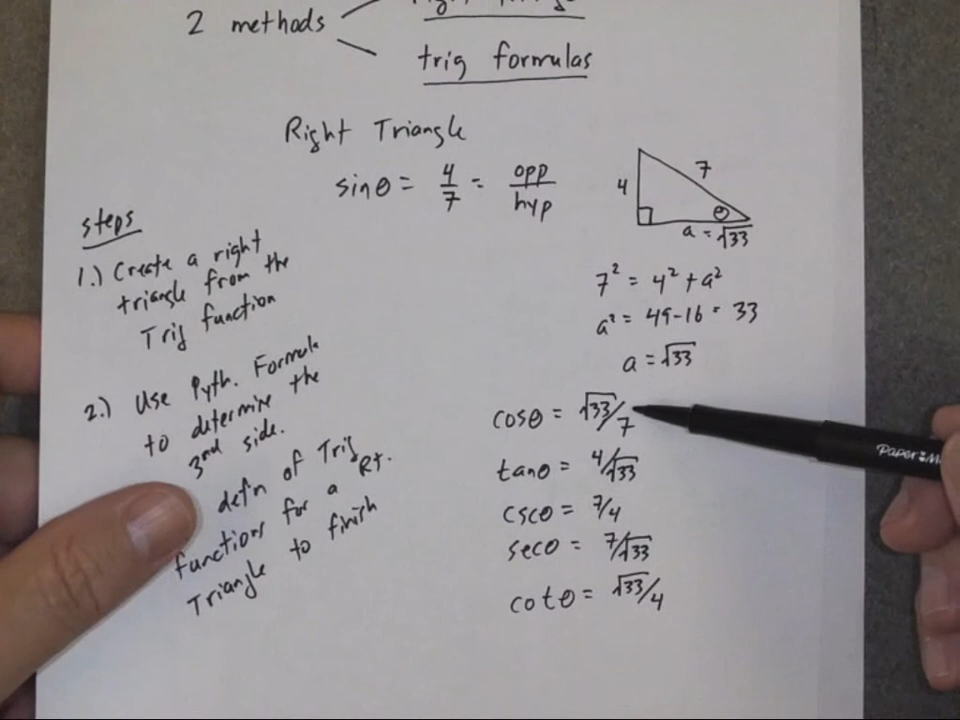 2 methods
right triangle
trig formulas
Right Triangle
sinθ = 4/7 = opp/hyp
4
7
θ
a = √33
steps
1.) Create a right
triangle from the
Trig function
7² = 4² + a²
a² = 49-16 = 33
a = √33
2.) Use Pyth. Formula
to determine the
3rd side.
defn of Trig
functions for a Rt.
Triangle to finish
cosθ = √33/7
tanθ = 4/√33
cscθ = 7/4
secθ = 7/√33
cotθ = √33/4
Paper